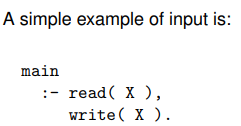 A simple example of input is:
main
:- read( X ),
write( X ).